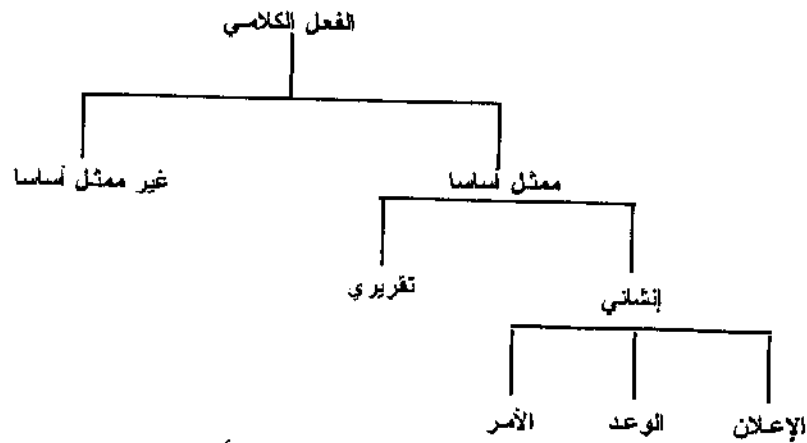 الفعل الكلامي
ممثل أساسا غير ممثل أساسا
إنشائي تقريري
الإعلان الوعد الأمر